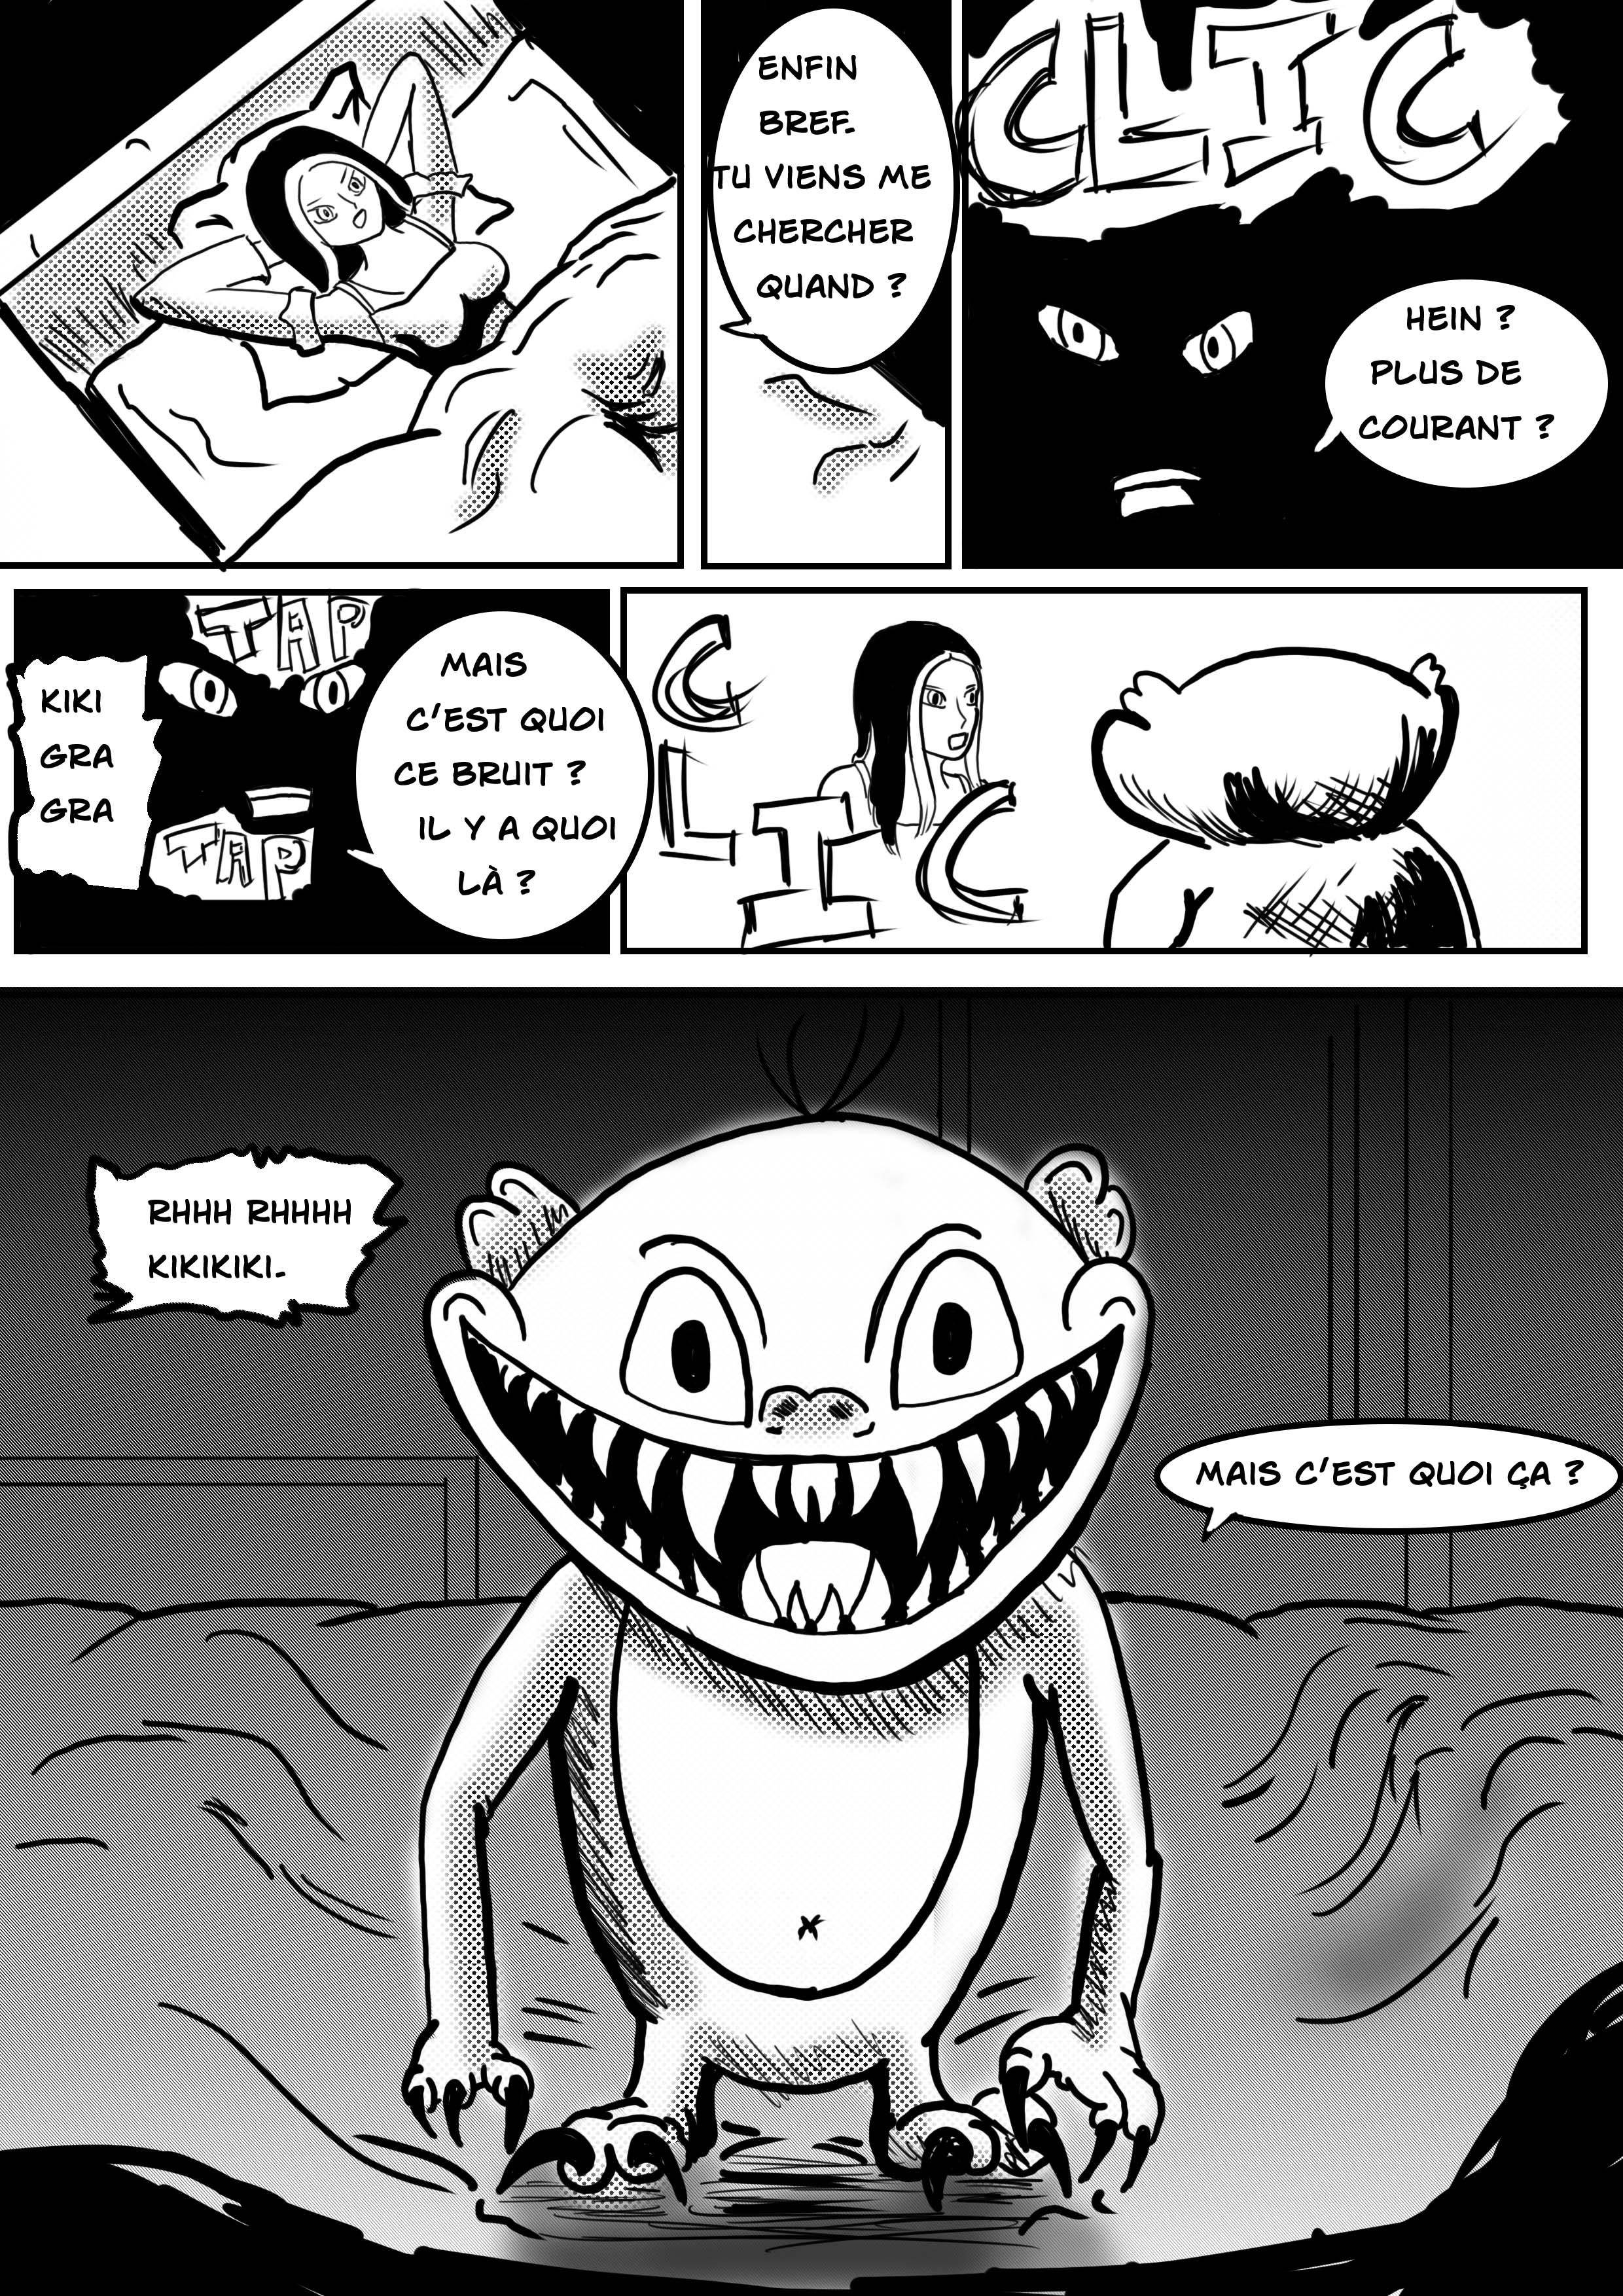 ENFIN
BREF.
TU VIENS ME
CHERCHER
QUAND ?
CLIC
HEIN ?
PLUS DE
COURANT ?
TAP
KIKI
GRA
GRA
TAP
MAIS
C'EST QUOI
CE BRUIT ?
IL Y A QUOI
LÀ ?
CLIC
RHHH RHHHH
KIKIKIKI.
MAIS C'EST QUOI ÇA ?